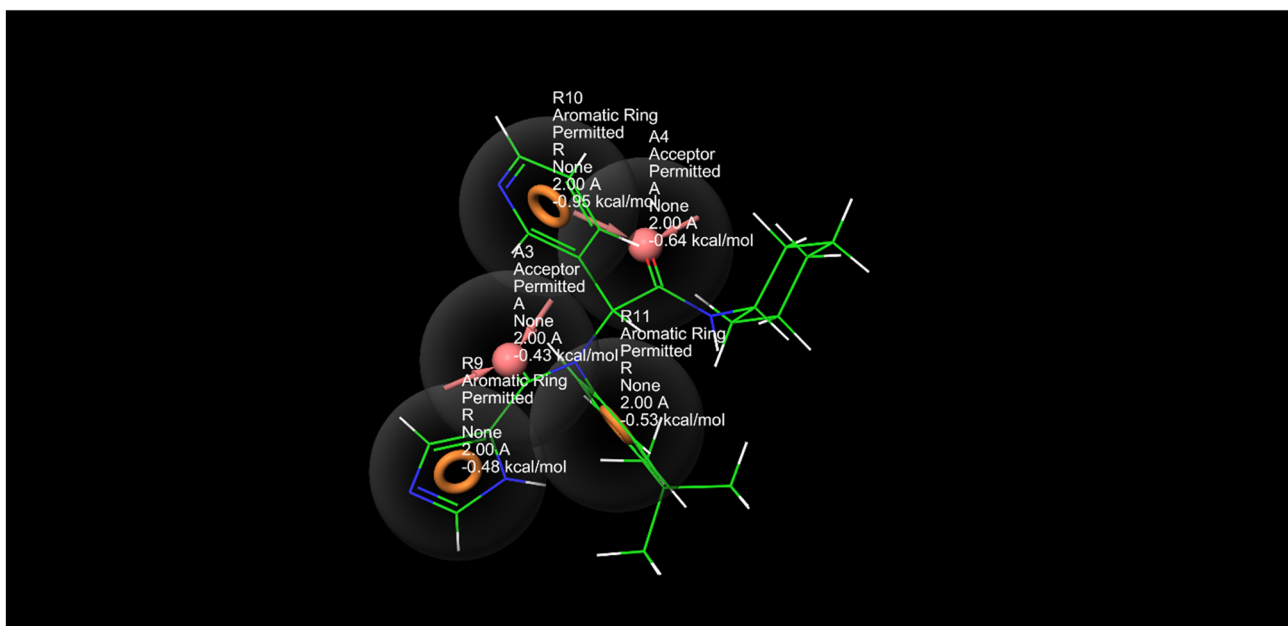 R10
Aromatic Ring
Permitted
R
None
2.00 A
-0.95 kcal/mol
A4
Acceptor
Permitted
A
None
2.00 A
-0.64 kcal/mol
A3
Acceptor
Permitted
A
None
2.00 A
-0.43 kcal/mol
R11
Aromatic Ring
Permitted
R
None
2.00 A
-0.53 kcal/mol
R9
Aromatic Ring
Permitted
R
None
2.00 A
-0.48 kcal/mol